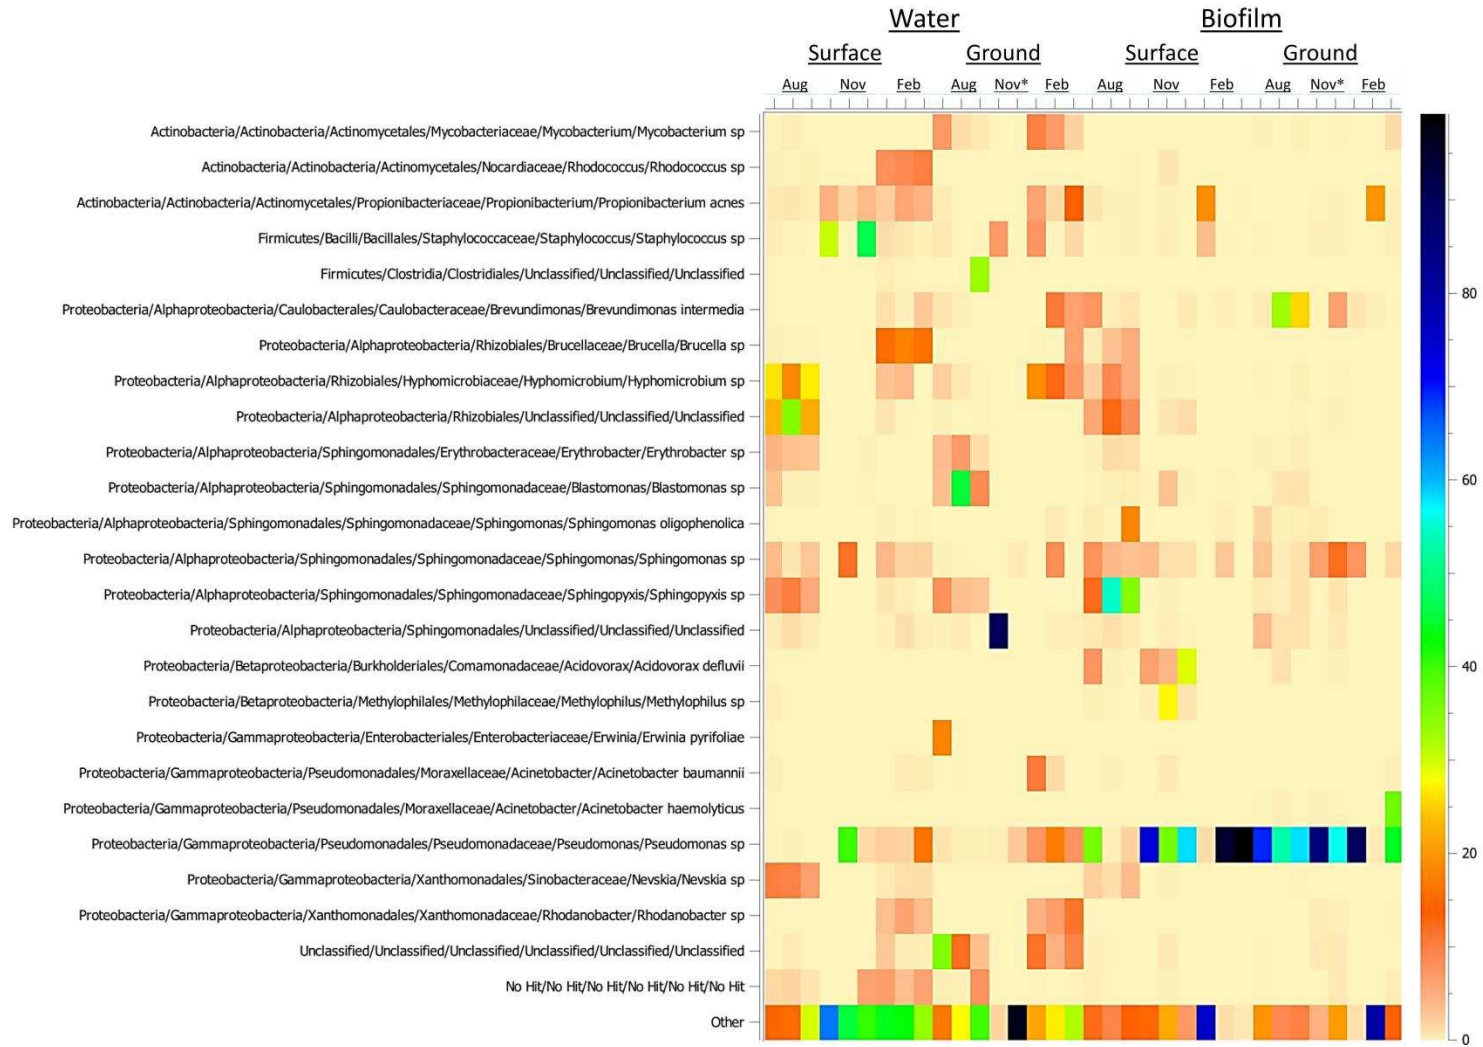 Water Biofilm
Surface Ground Surface Ground
Aug Nov Feb Aug Nov* Feb Aug Nov Feb Aug Nov* Feb
Actinobacteria/Actinobacteria/Actinomycetales/Mycobacteriaceae/Mycobacterium/Mycobacterium sp
Actinobacteria/Actinobacteria/Actinomycetales/Nocardiaceae/Rhodococcus/Rhodococcus sp
Actinobacteria/Actinobacteria/Actinomycetales/Propionibacteriaceae/Propionibacterium/Propionibacterium acnes
Firmicutes/Bacilli/Bacillales/Staphylococcaceae/Staphylococcus/Staphylococcus sp
Firmicutes/Clostridia/Clostridiales/Unclassified/Unclassified/Unclassified
Proteobacteria/Alphaproteobacteria/Caulobacterales/Caulobacteraceae/Brevundimonas/Brevundimonas intermedia
80
Proteobacteria/Alphaproteobacteria/Rhizobiales/Brucellaceae/Brucella/Brucella sp
Proteobacteria/Alphaproteobacteria/Rhizobiales/Hyphomicrobiaceae/Hyphomicrobium/Hyphomicrobium sp
Proteobacteria/Alphaproteobacteria/Rhizobiales/Unclassified/Unclassified/Unclassified
Proteobacteria/Alphaproteobacteria/Sphingomonadales/Erythrobacteraceae/Erythrobacter/Erythrobacter sp
60
Proteobacteria/Alphaproteobacteria/Sphingomonadales/Sphingomonadaceae/Blastomonas/Blastomonas sp
Proteobacteria/Alphaproteobacteria/Sphingomonadales/Sphingomonadaceae/Sphingomonas/Sphingomonas oligophenolica
Proteobacteria/Alphaproteobacteria/Sphingomonadales/Sphingomonadaceae/Sphingomonas/Sphingomonas sp
Proteobacteria/Alphaproteobacteria/Sphingomonadales/Sphingomonadaceae/Sphingopyxis/Sphingopyxis sp
Proteobacteria/Alphaproteobacteria/Sphingomonadales/Unclassified/Unclassified/Unclassified
Proteobacteria/Betaproteobacteria/Burkholderiales/Comamonadaceae/Acidovorax/Acidovorax defluvii
40
Proteobacteria/Betaproteobacteria/Methylophilales/Methylophilaceae/Methylophilus/Methylophilus sp
Proteobacteria/Gammaproteobacteria/Enterobacteriales/Enterobacteriaceae/Erwinia/Erwinia pyrifoliae
Proteobacteria/Gammaproteobacteria/Pseudomonadales/Moraxellaceae/Acinetobacter/Acinetobacter baumannii
Proteobacteria/Gammaproteobacteria/Pseudomonadales/Moraxellaceae/Acinetobacter/Acinetobacter haemolyticus
Proteobacteria/Gammaproteobacteria/Pseudomonadales/Pseudomonadaceae/Pseudomonas/Pseudomonas sp
20
Proteobacteria/Gammaproteobacteria/Xanthomonadales/Sinobacteraceae/Nevskia/Nevskia sp
Proteobacteria/Gammaproteobacteria/Xanthomonadales/Xanthomonadaceae/Rhodanobacter/Rhodanobacter sp
Unclassified/Unclassified/Unclassified/Unclassified/Unclassified/Unclassified
No Hit/No Hit/No Hit/No Hit/No Hit/No Hit
Other
0